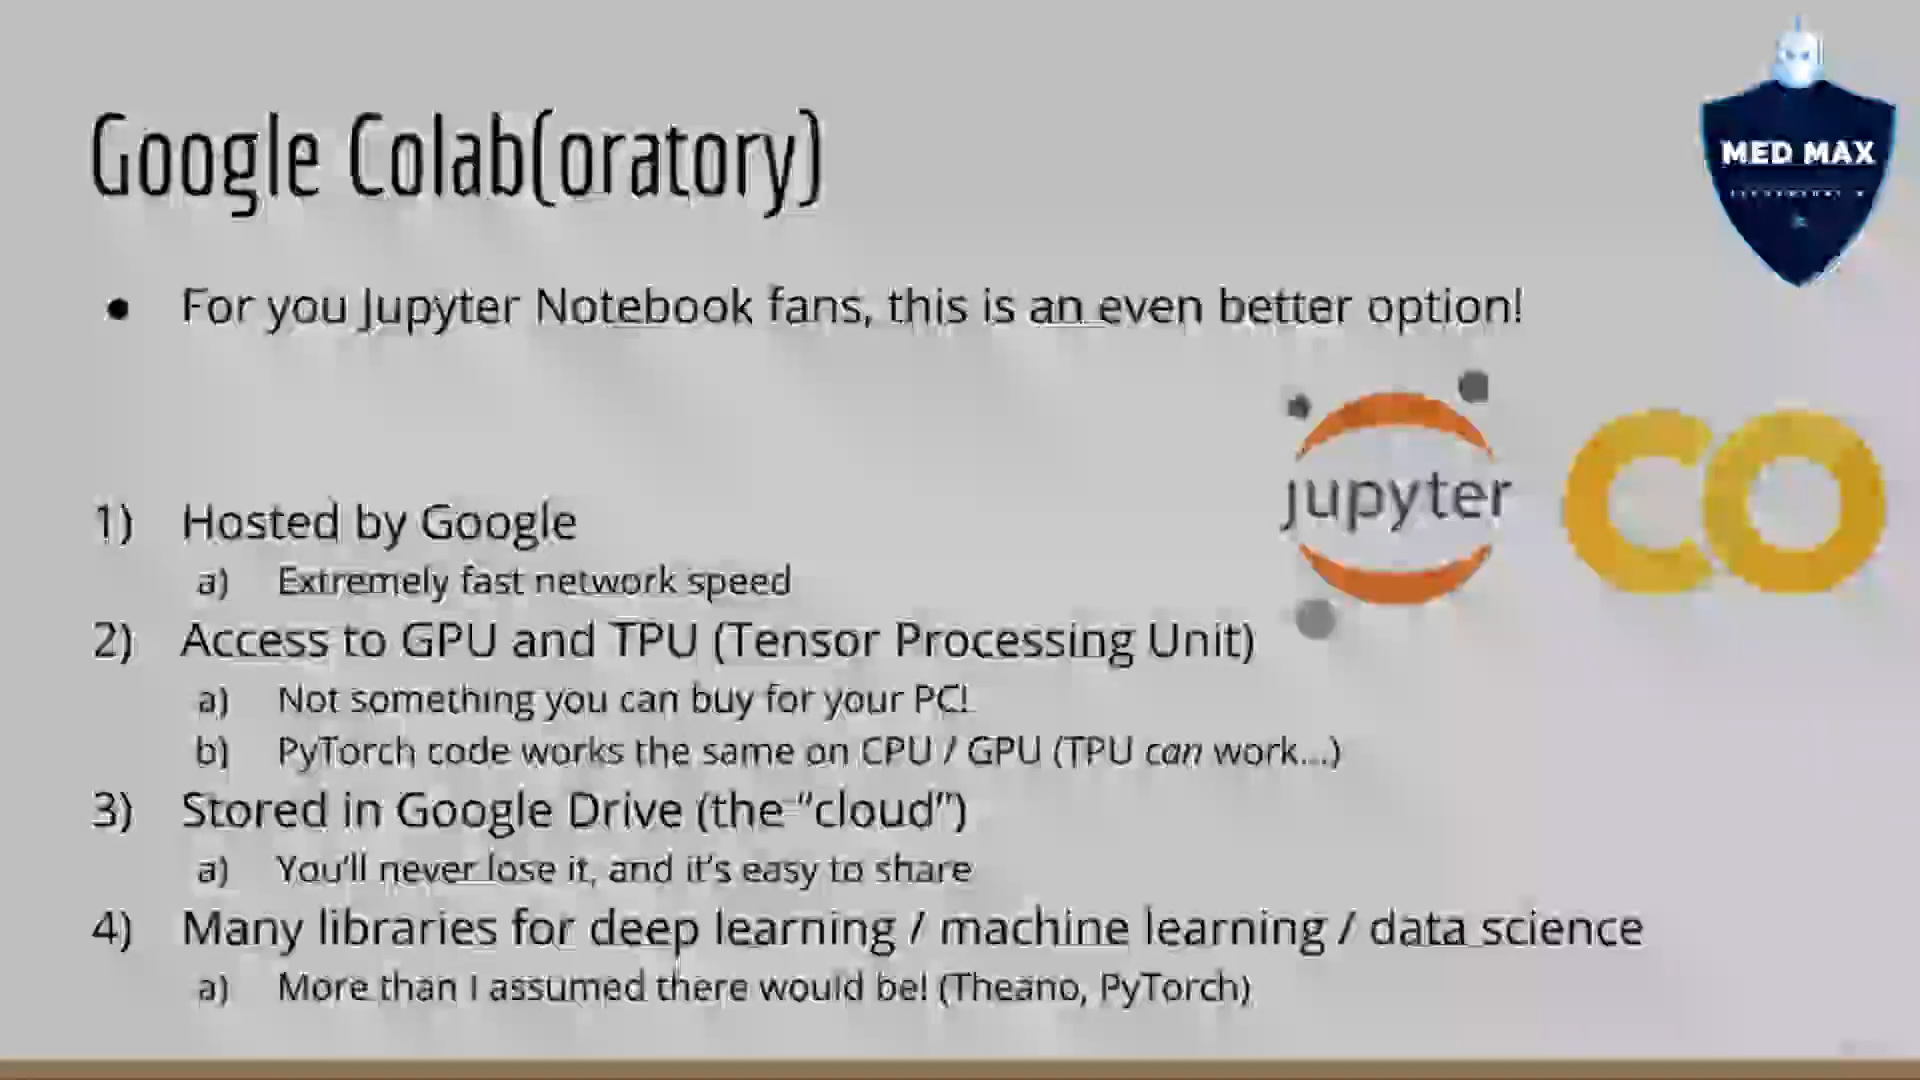 Google Colab(oratory)
MED MAX
● For you Jupyter Notebook fans, this is an even better option!
jupyter
CO
1) Hosted by Google
a) Extremely fast network speed
2) Access to GPU and TPU (Tensor Processing Unit)
a) Not something you can buy for your PC!
b) PyTorch code works the same on CPU / GPU (TPU can work...)
3) Stored in Google Drive (the “cloud”)
a) You’ll never lose it, and it’s easy to share
4) Many libraries for deep learning / machine learning / data science
a) More than I assumed there would be! (Theano, PyTorch)